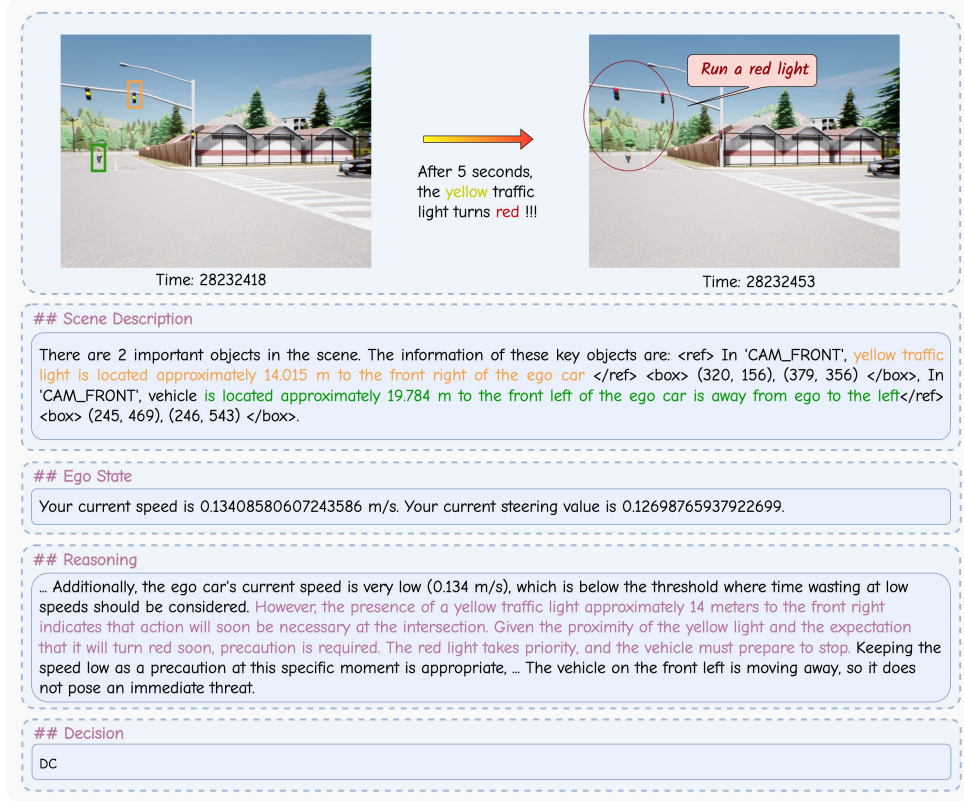 Run a red light
After 5 seconds,
the yellow traffic
light turns red !!!
Time: 28232418
Time: 28232453
## Scene Description
There are 2 important objects in the scene. The information of these key objects are: <ref> In 'CAM_FRONT', yellow traffic
light is located approximately 14.015 m to the front right of the ego car </ref> <box> (320, 156), (379, 356) </box>, In
'CAM_FRONT', vehicle is located approximately 19.784 m to the front left of the ego car is away from ego to the left</ref>
<box> (245, 469), (246, 543) </box>.
## Ego State
Your current speed is 0.13408580607243586 m/s. Your current steering value is 0.12698765937922699.
## Reasoning
… Additionally, the ego car's current speed is very low (0.134 m/s), which is below the threshold where time wasting at low
speeds should be considered. However, the presence of a yellow traffic light approximately 14 meters to the front right
indicates that action will soon be necessary at the intersection. Given the proximity of the yellow light and the expectation
that it will turn red soon, precaution is required. The red light takes priority, and the vehicle must prepare to stop. Keeping the
speed low as a precaution at this specific moment is appropriate, … The vehicle on the front left is moving away, so it does
not pose an immediate threat.
## Decision
DC